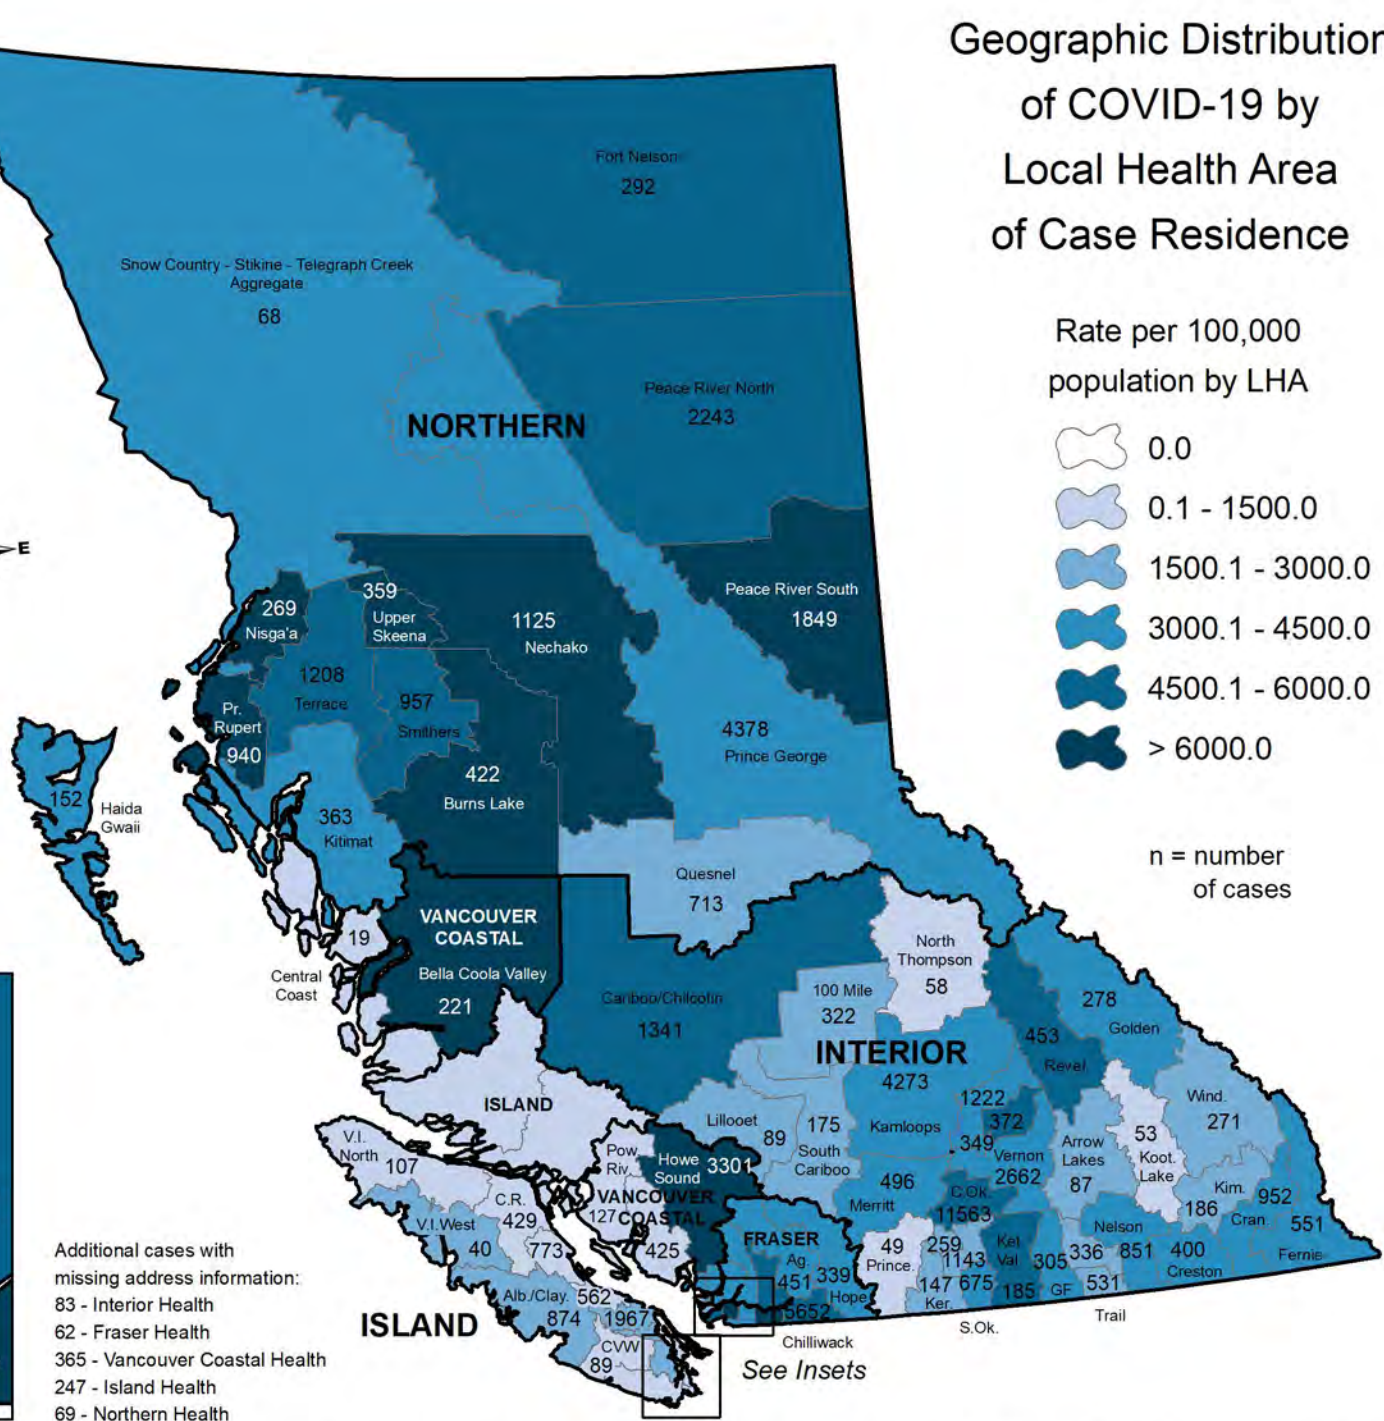 Geographic Distribution
of COVID-19 by
Local Health Area
of Case Residence
Rate per 100,000
population by LHA
0.0
0.1 - 1500.0
1500.1 - 3000.0
3000.1 - 4500.0
4500.1 - 6000.0
> 6000.0
n = number
of cases
E
Fort Nelson
292
Snow Country - Stikine - Telegraph Creek
Aggregate
68
Peace River North
2243
NORTHERN
Peace River South
1849
359
Upper
Skeena
269
Nisga'a
1125
Nechako
1208
Terrace
957
Smithers
Pr.
Rupert
940
4378
Prince George
422
Burns Lake
152
Haida
Gwaii
363
Kitimat
Quesnel
713
VANCOUVER
COASTAL
19
Central
Coast
Bella Coola Valley
221
North
Thompson
58
Cariboo/Chilcotin
1341
100 Mile
322
278
Golden
INTERIOR
453
Revel.
4273
Kamloops
1222
372
349
Vernon
2662
Wind.
271
ISLAND
Lillooet
89
175
South
Cariboo
53
Koot.
Lake
Arrow
Lakes
87
V.I.
North
107
Pow.
Riv.
Howe
Sound
3301
VANCOUVER
COASTAL
127
425
496
Merritt
C.Ok.
11563
Kim.
186
952
Cran.
551
Fernie
C.R.
429
V.I.West
40
773
FRASER
Ag.
451
339
Hope
5652
Chilliwack
49
Prince.
259
1143
Ket
Val
305
GF
336
Nelson
851
400
Creston
147
Ker.
675
185
531
S.Ok.
Trail
Alb./Clay.
562
874
1967
CVW
89
ISLAND
See Insets
Additional cases with
missing address information:
83 - Interior Health
62 - Fraser Health
365 - Vancouver Coastal Health
247 - Island Health
69 - Northern Health